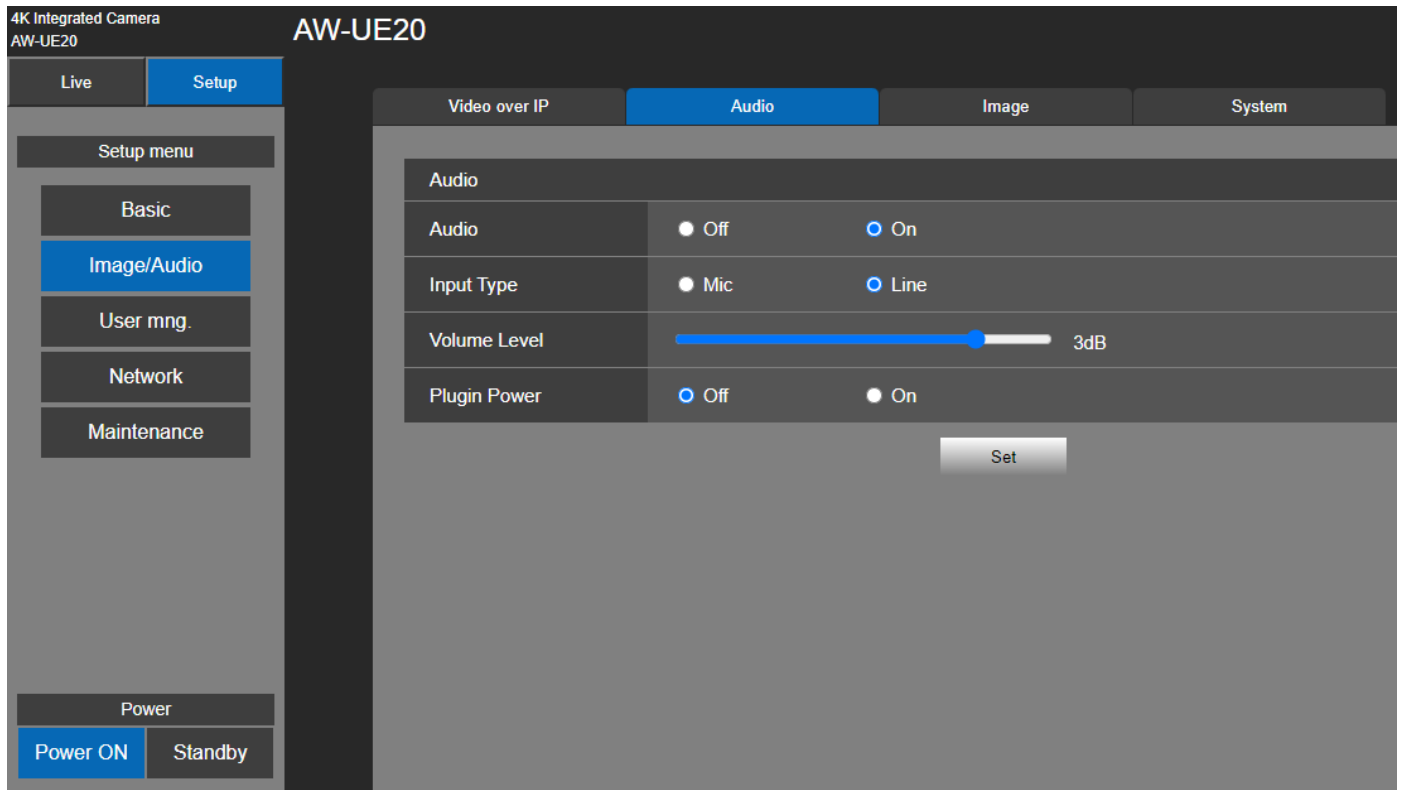 4K Integrated Camera
AW-UE20
AW-UE20
Live Setup
Video over IP Audio Image System
Setup menu
Basic
Image/Audio
User mng.
Network
Maintenance
Audio
Audio Off On
Input Type Mic Line
Volume Level 3dB
Plugin Power Off On
Set
Power
Power ON Standby